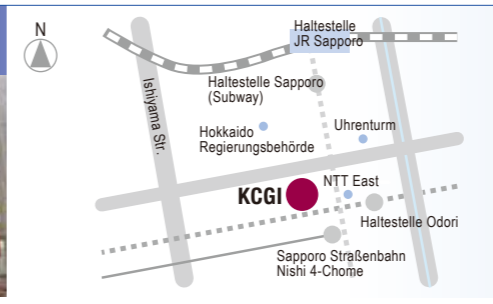 N
Haltestelle
JR Sapporo
Ishiyama Str.
Haltestelle Sapporo
(Subway)
Hokkaido
Regierungsbehörde
Uhrenturm
KCGI
NTT East
Haltestelle Odori
Sapporo Straßenbahn
Nishi 4-Chome